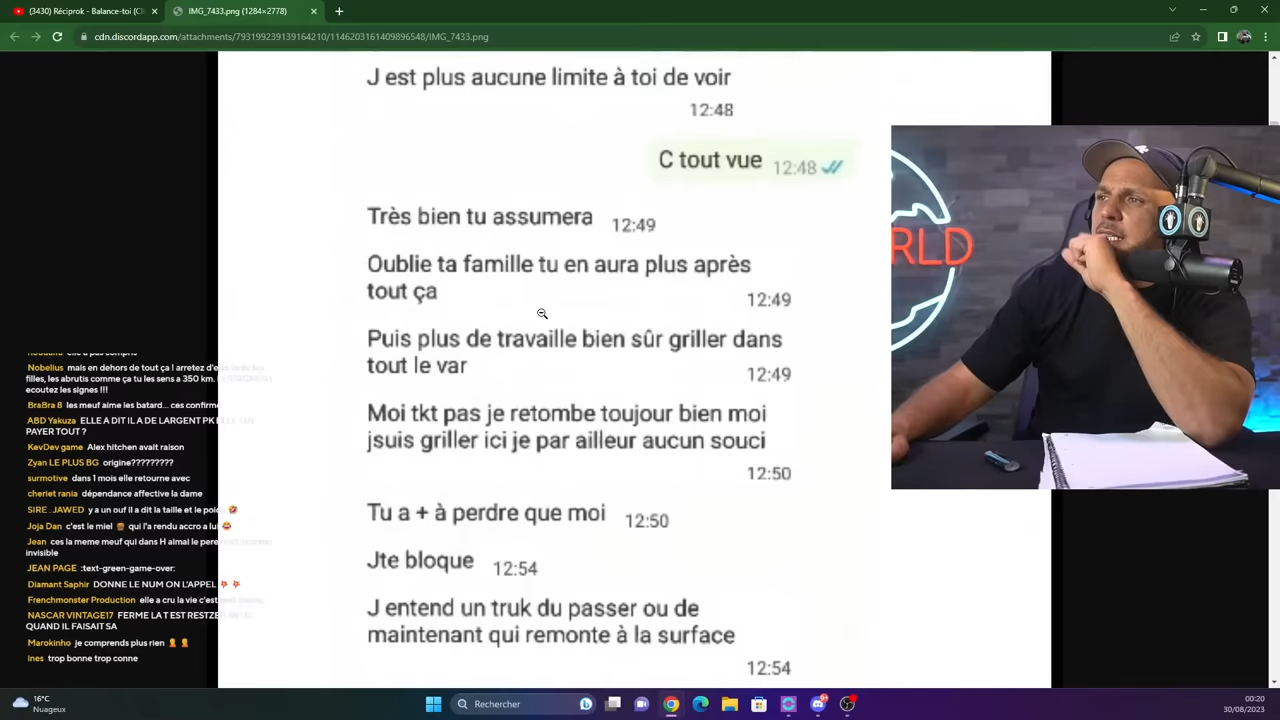 (3430) Réciprok - Balance-toi (C
IMG_7433.png (1284×2778)
cdn.discordapp.com/attachments/793199239139164210/1146203161409896548/IMG_7433.png
J est plus aucune limite à toi de voir
12:48
C tout vue 12:48
Très bien tu assumera 12:49
Oublie ta famille tu en aura plus après
tout ça 12:49
Puis plus de travaille bien sûr griller dans
tout le var 12:49
Moi tkt pas je retombe toujour bien moi
jsuis griller ici je par ailleur aucun souci
12:50
Tu a + à perdre que moi 12:50
Jte bloque 12:54
J entend un truk du passer ou de
maintenant qui remonte à la surface
12:54
RLD
elle a pas compris
Nobelius mais en dehors de tout ça ! arretez d'
filles, les abrutis comme ça tu les sens a 350 km.
ecoutez les signes !!!
BraBra 8 les meuf aime les batard... ces confirm
ABD Yakuza ELLE A DIT IL A DE LARGENT PK
PAYER TOUT ?
KevDev game Alex hitchen avait raison
Zyan LE PLUS BG origine?????????
surmotive dans 1 mois elle retourne avec
cheriet rania dépendance affective la dame
SIRE . JAWED y a un ouf il a dit la taille et le poid
Joja Dan c'est le miel 🍯 qui l'a rendu accro a lui 😂
Jean ces la meme meuf qui dans H almal le pere
invisible
JEAN PAGE :text-green-game-over:
Diamant Saphir DONNE LE NUM ON L'APPEL 💥 💥
Frenchmonster Production elle a cru la vie c'est
NASCAR VINTAGE17 FERME LA T EST RESTZE
QUAND IL FAISAIT SA
Marokinho je comprends plus rien
Ines trop bonne trop conne
16°C
Nuageux
Rechercher
00:20
30/08/2023